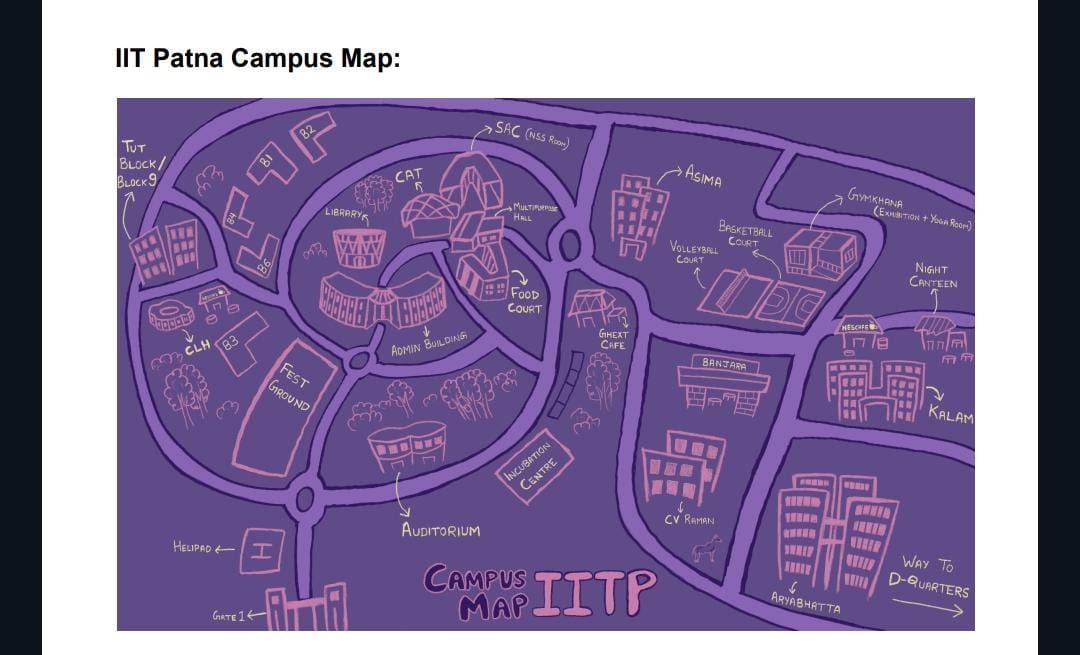 IIT Patna Campus Map:
TUT
BLOCK/
BLOCK9
B2
B1
B4
B6
SAC (NSS ROOM)
CAT
LIBRARY
MULTIPURPOSE
HALL
FOOD
COURT
ADMIN BUILDING
ASIMA
GYMKHANA
(EXHIBITION + YOGA ROOM)
BASKETBALL
COURT
VOLLEYBALL
COURT
NIGHT
CANTEEN
NESCAFE
CLH
B3
FEST
GROUND
GHEXT
CAFE
BANJARA
KALAM
INCUBATION
CENTRE
CV RAMAN
AUDITORIUM
HELIPAD
GATE 1
CAMPUS
MAP
IITP
ARYABHATTA
WAY TO
D-QUARTERS